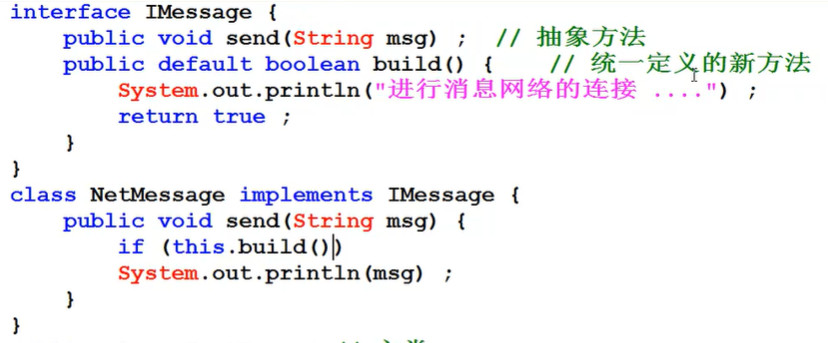 interface IMessage {
    public void send(String msg) ;  // 抽象方法
    public default boolean build() {    // 统一定义的新方法
        System.out.println("进行消息网络的连接 ....") ;
        return true ;
    }
}
class NetMessage implements IMessage {
    public void send(String msg) {
        if (this.build())
        System.out.println(msg) ;
    }
}